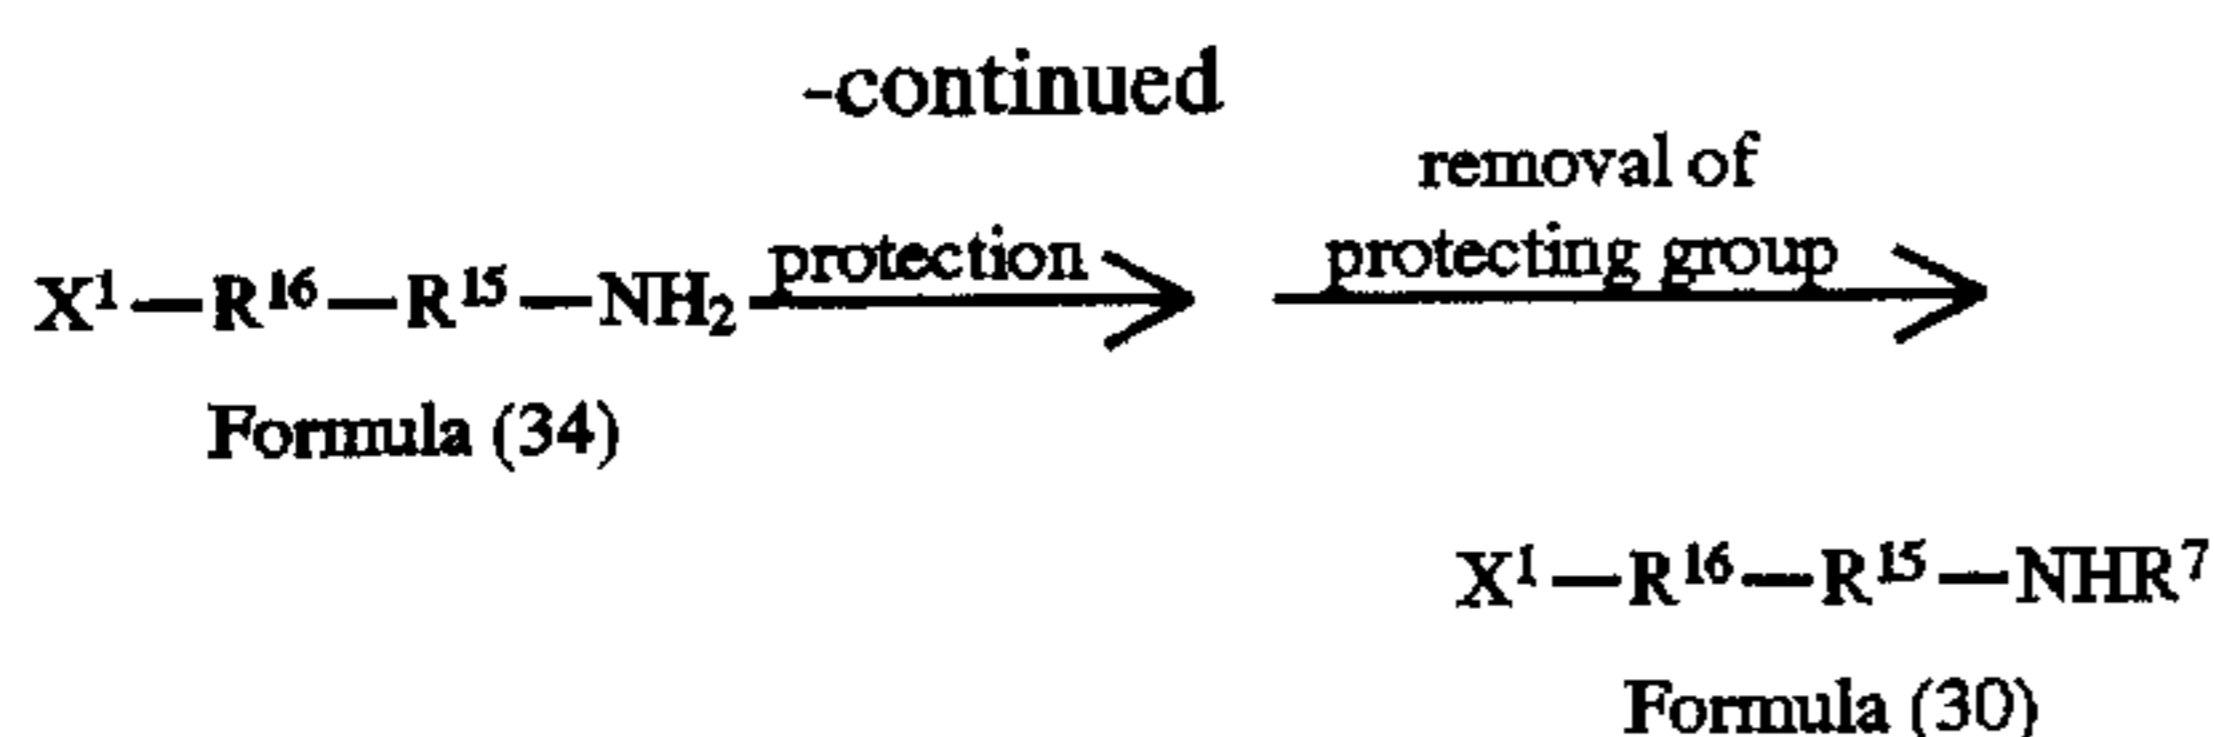 -continued
removal of
X¹—R¹⁶—R¹⁵—NH₂ protection protecting group
Formula (34)
X¹—R¹⁶—R¹⁵—NHR⁷
Formula (30)